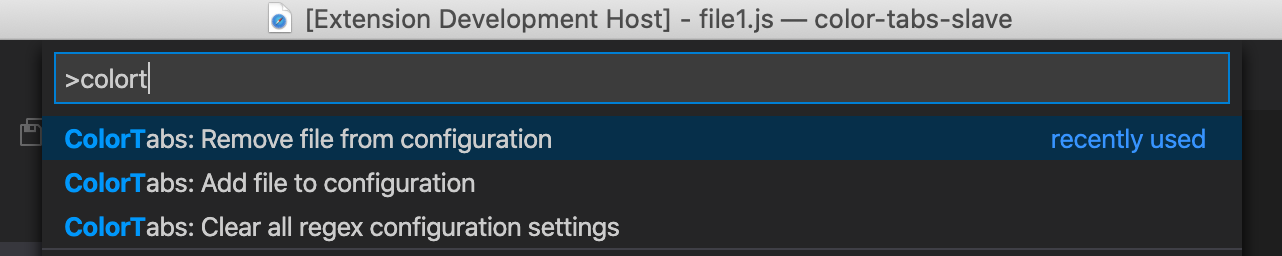 [Extension Development Host] - file1.js — color-tabs-slave
>colort
ColorTabs: Remove file from configuration recently used
ColorTabs: Add file to configuration
ColorTabs: Clear all regex configuration settings